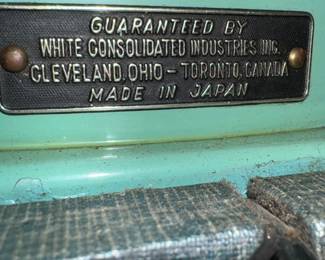 GUARANTEED BY
WHITE CONSOLIDATED INDUSTRIES INC.
CLEVELAND, OHIO - TORONTO, CANADA
MADE IN JAPAN